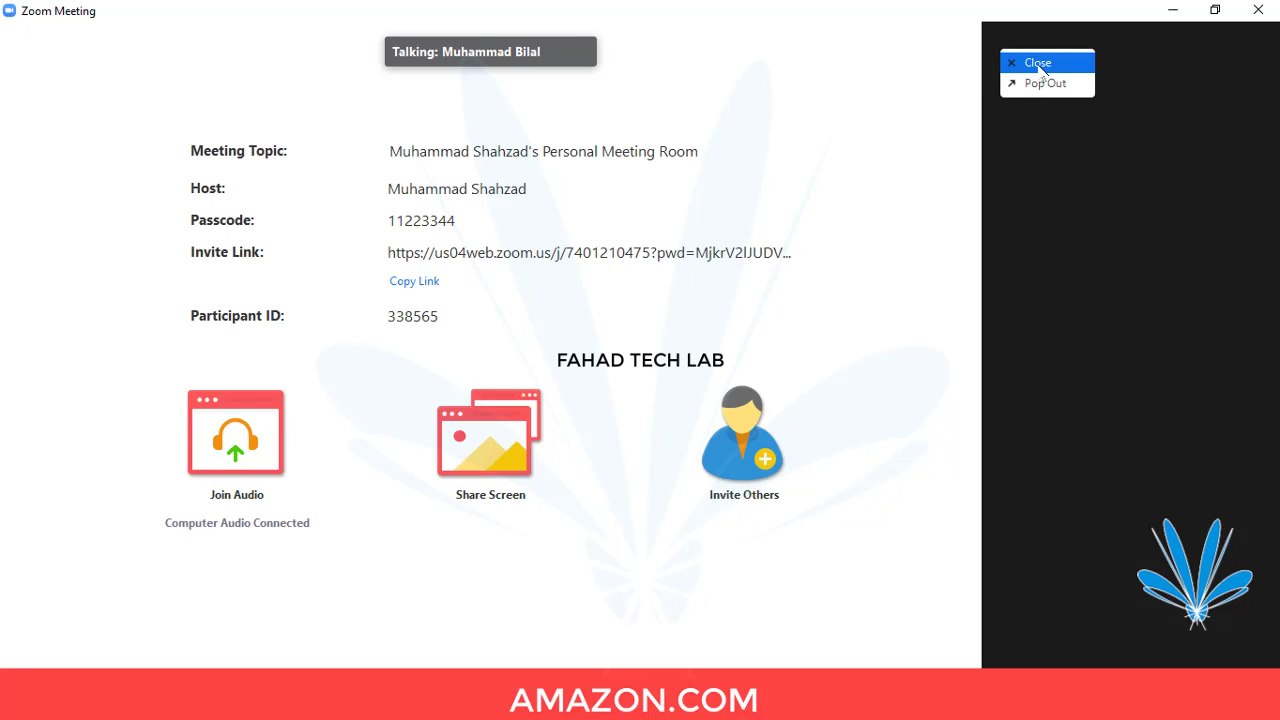 Zoom Meeting
Talking: Muhammad Bilal
Close
Pop Out
Meeting Topic: Muhammad Shahzad's Personal Meeting Room
Host: Muhammad Shahzad
Passcode: 11223344
Invite Link: https://us04web.zoom.us/j/7401210475?pwd=MjkrV2lJUDV...
Copy Link
Participant ID: 338565
FAHAD TECH LAB
Join Audio Share Screen Invite Others
Computer Audio Connected
AMAZON.COM